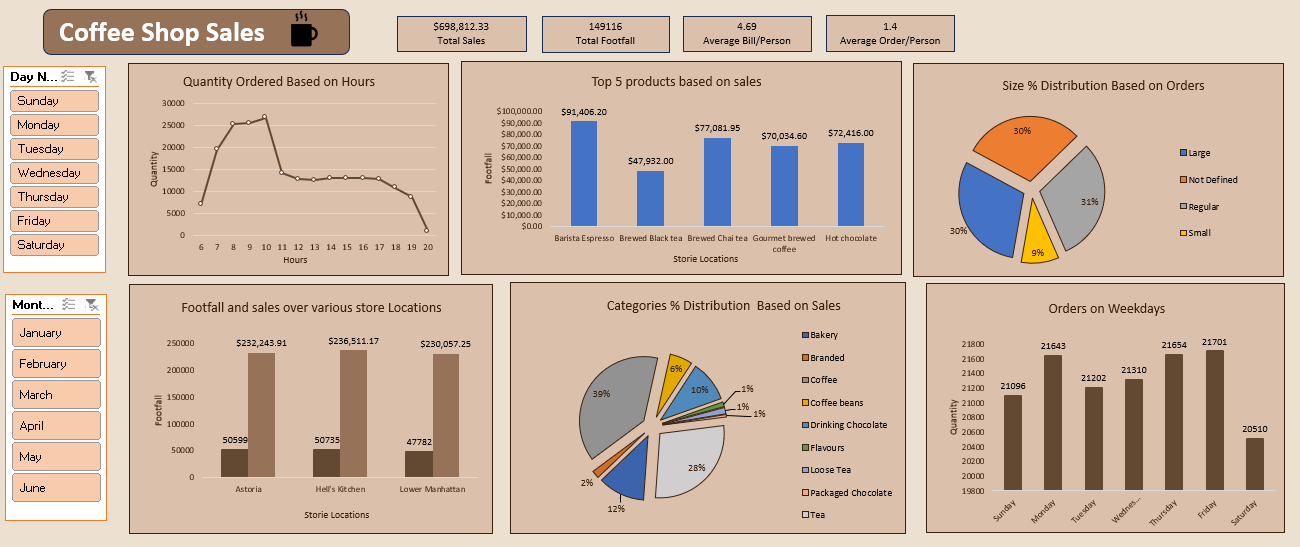 Coffee Shop Sales
$698,812.33
Total Sales
149116
Total Footfall
4.69
Average Bill/Person
1.4
Average Order/Person
Day N...
Sunday
Monday
Tuesday
Wednesday
Thursday
Friday
Saturday
Mont...
January
February
March
April
May
June
Quantity Ordered Based on Hours
Quantity
30000
25000
20000
15000
10000
5000
0
6 7 8 9 10 11 12 13 14 15 16 17 18 19 20
Hours
Top 5 products based on sales
Footfall
$100,000.00
$90,000.00
$80,000.00
$70,000.00
$60,000.00
$50,000.00
$40,000.00
$30,000.00
$20,000.00
$10,000.00
$0.00
$91,406.20
$47,932.00
$77,081.95
$70,034.60
$72,416.00
Barista Espresso
Brewed Black tea
Brewed Chai tea
Gourmet brewed
coffee
Hot chocolate
Storie Locations
Size % Distribution Based on Orders
30%
31%
9%
30%
Large
Not Defined
Regular
Small
Footfall and sales over various store Locations
Footfall
250000
200000
150000
100000
50000
0
$232,243.91
$236,511.17
$230,057.25
50599
50735
47782
Astoria
Hell's Kitchen
Lower Manhattan
Storie Locations
Categories % Distribution Based on Sales
39%
6%
10%
1%
1%
1%
28%
12%
2%
Bakery
Branded
Coffee
Coffee beans
Drinking Chocolate
Flavours
Loose Tea
Packaged Chocolate
Tea
Orders on Weekdays
Quantity
21800
21600
21400
21200
21000
20800
20600
20400
20200
20000
19800
21096
21643
21202
21310
21654
21701
20510
Sunday
Monday
Tuesday
Wednes...
Thursday
Friday
Saturday